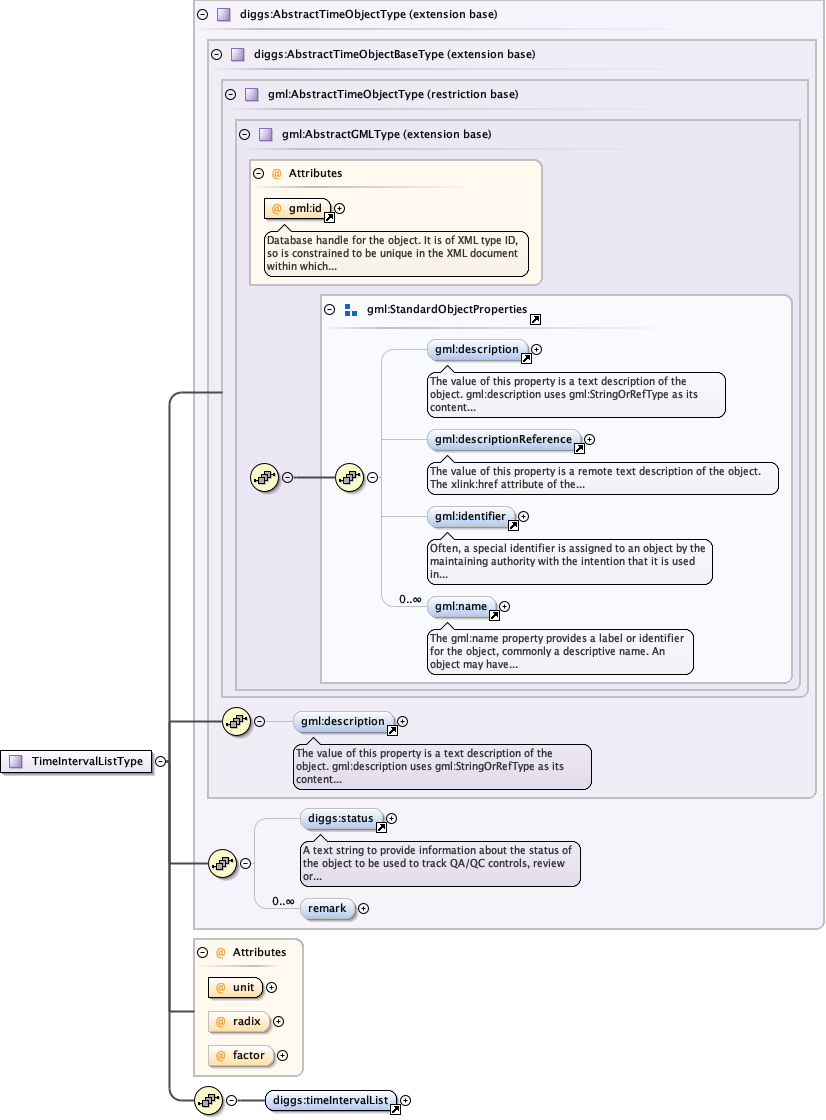 diggs:AbstractTimeObjectType (extension base)
diggs:AbstractTimeObjectBaseType (extension base)
gml:AbstractTimeObjectType (restriction base)
gml:AbstractGMLType (extension base)
@ Attributes
@ gml:id
Database handle for the object. It is of XML type ID,
so is constrained to be unique in the XML document
within which...
gml:StandardObjectProperties
gml:description
The value of this property is a text description of the
object. gml:description uses gml:StringOrRefType as its
content...
gml:descriptionReference
The value of this property is a remote text description of the object.
The xlink:href attribute of the...
gml:identifier
Often, a special identifier is assigned to an object by the
maintaining authority with the intention that it is used
in...
0..∞
gml:name
The gml:name property provides a label or identifier
for the object, commonly a descriptive name. An
object may have...
gml:description
The value of this property is a text description of the
object. gml:description uses gml:StringOrRefType as its
content...
TimeIntervalListType
diggs:status
A text string to provide information about the status of
the object to be used to track QA/QC controls, review
or...
0..∞
remark
@ Attributes
@ unit
@ radix
@ factor
diggs:timeIntervalList